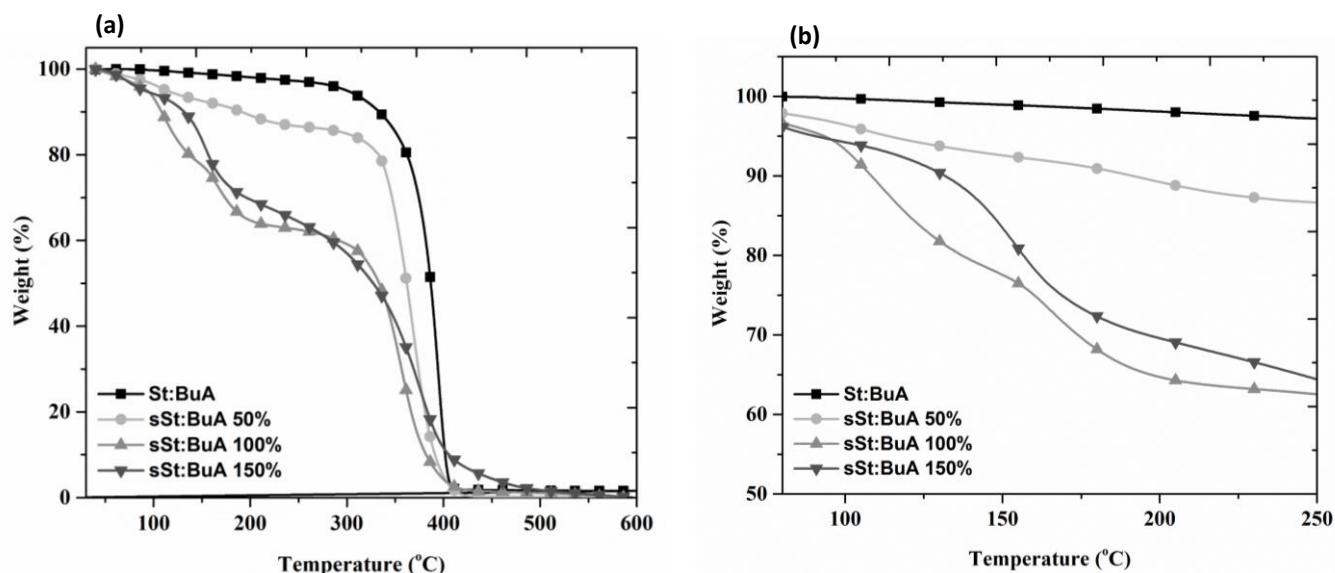 (a)
100
80
60
40
20
0
Weight (%)
St:BuA
sSt:BuA 50%
sSt:BuA 100%
sSt:BuA 150%
100 200 300 400 500 600
Temperature (°C)
(b)
100
90
80
70
60
50
Weight (%)
St:BuA
sSt:BuA 50%
sSt:BuA 100%
sSt:BuA 150%
100 150 200 250
Temperature (°C)